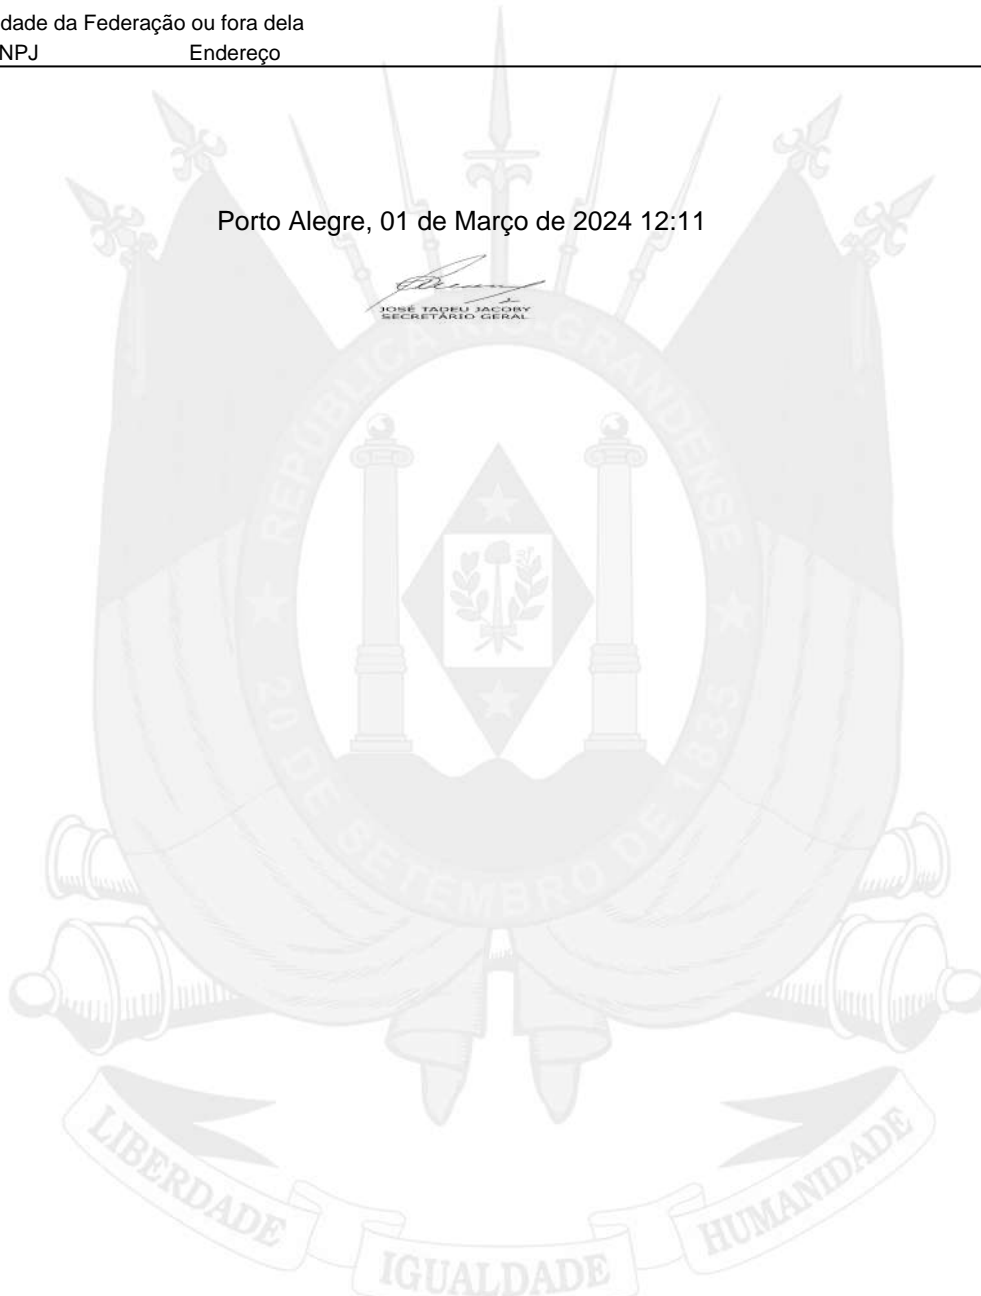 dade da Federação ou fora dela
NPJ Endereço
Porto Alegre, 01 de Março de 2024 12:11
JOSÉ TADEU JACOBY
SECRETÁRIO GERAL
REPUBLICA RIO-GRANDENSE
20 DE SETEMBRO DE 1835
LIBERDADE
IGUALDADE
HUMANIDADE